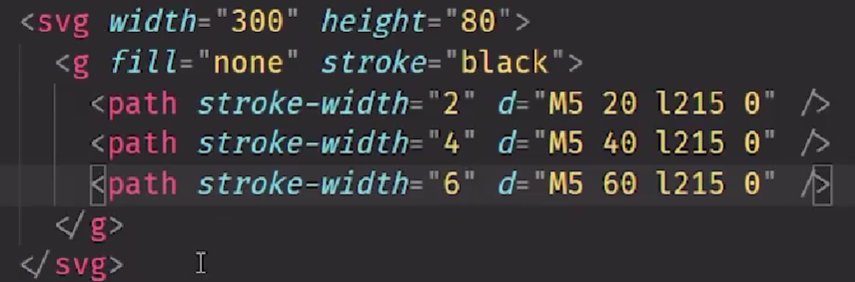 <svg width="300" height="80">
<g fill="none" stroke="black">
<path stroke-width="2" d="M5 20 l215 0" />
<path stroke-width="4" d="M5 40 l215 0" />
<path stroke-width="6" d="M5 60 l215 0" />
</g>
</svg>